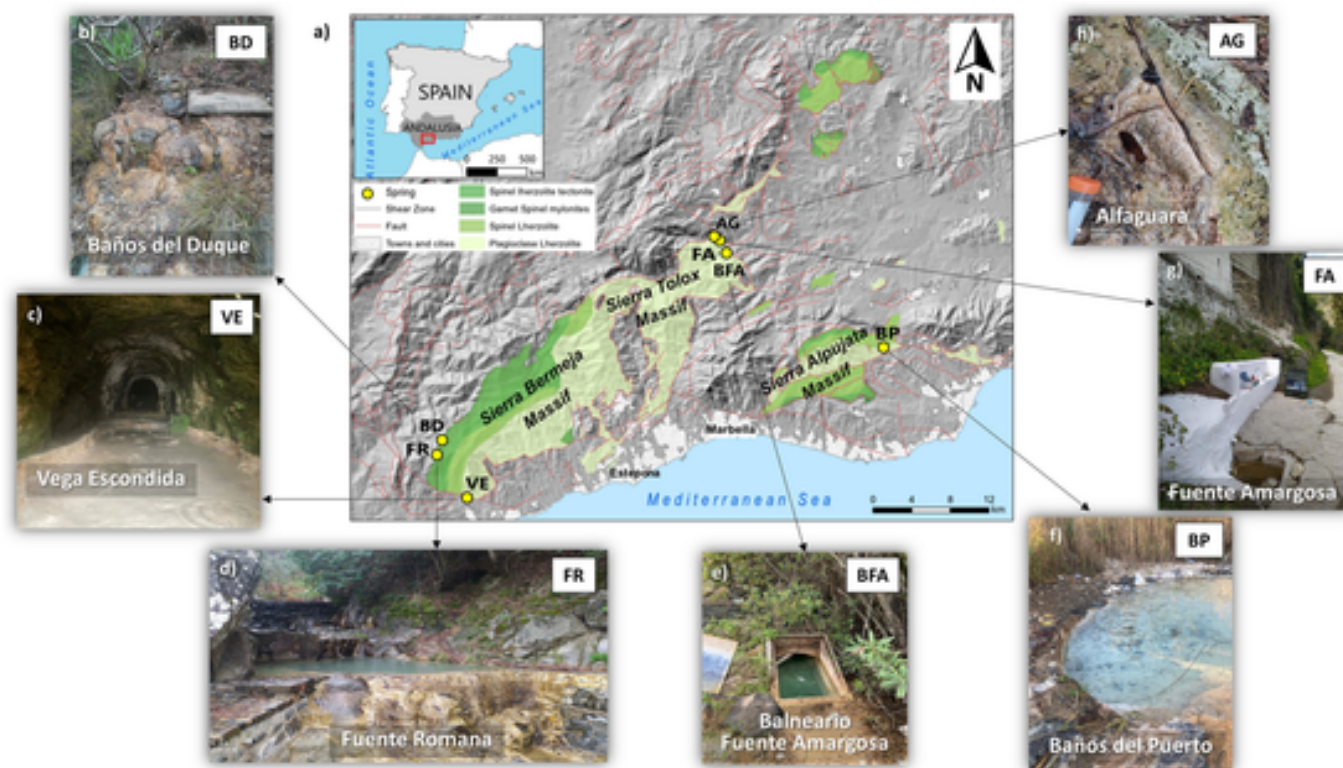 b)
BD
Baños del Duque
c)
VE
Vega Escondida
a)
SPAIN
ANDALUSIA
Atlantic Ocean
Mediterranean Sea
0 250 500
km
Spring
Shear Zone
Fault
Towns and cities
Spinel lherzolite tectonite
Garnet Spinel mylonites
Spinel Lherzolite
Plagioclase Lherzolite
N
AG
FA
BFA
Sierra Tolox
Massif
BP
Sierra Alpujata
Massif
Sierra Bermeja
Massif
BD
FR
VE
Marbella
Estepona
Mediterranean Sea
0 4 8 12
km
h)
AG
Alfaguara
g)
FA
Fuente Amargosa
d)
FR
Fuente Romana
e)
BFA
Balneario
Fuente Amargosa
f)
BP
Baños del Puerto